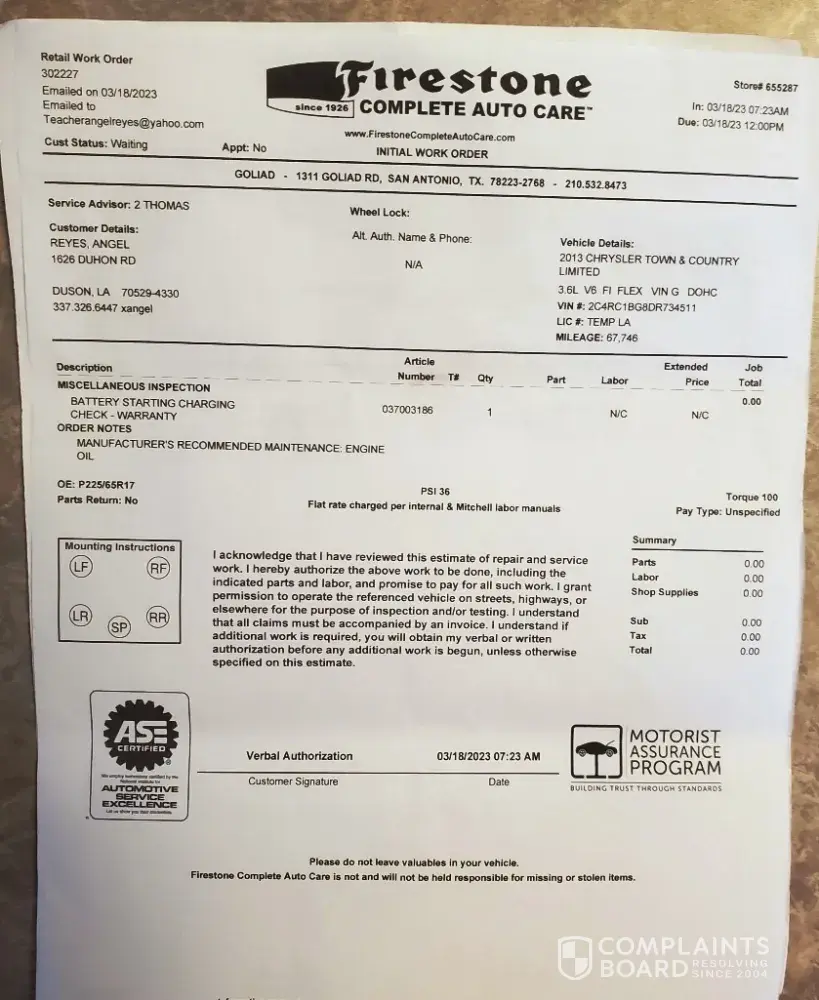 Retail Work Order
302227
Emailed on 03/18/2023
Emailed to
Teacherangelreyes@yahoo.com
Cust Status: Waiting
Appt: No
Firestone
since 1926 COMPLETE AUTO CARE™
www.FirestoneCompleteAutoCare.com
INITIAL WORK ORDER
Store# 655287
In: 03/18/23 07:23AM
Due: 03/18/23 12:00PM
GOLIAD - 1311 GOLIAD RD, SAN ANTONIO, TX. 78223-2768 - 210.532.8473
Service Advisor: 2 THOMAS
Customer Details:
REYES, ANGEL
1626 DUHON RD
DUSON, LA 70529-4330
337.326.6447 xangel
Wheel Lock:
Alt. Auth. Name & Phone:
N/A
Vehicle Details:
2013 CHRYSLER TOWN & COUNTRY
LIMITED
3.6L V6 FI FLEX VIN G DOHC
VIN #: 2C4RC1BG8DR734511
LIC #: TEMP LA
MILEAGE: 67,746
Description Article Number T# Qty Part Labor Extended Price Job Total
MISCELLANEOUS INSPECTION 0.00
BATTERY STARTING CHARGING 037003186 1 N/C N/C
CHECK - WARRANTY
ORDER NOTES
MANUFACTURER'S RECOMMENDED MAINTENANCE: ENGINE
OIL
OE: P225/65R17 PSI 36 Torque 100
Parts Return: No Flat rate charged per internal & Mitchell labor manuals Pay Type: Unspecified
Mounting Instructions
LF RF
LR SP RR
I acknowledge that I have reviewed this estimate of repair and service
work. I hereby authorize the above work to be done, including the
indicated parts and labor, and promise to pay for all such work. I grant
permission to operate the referenced vehicle on streets, highways, or
elsewhere for the purpose of inspection and/or testing. I understand
that all claims must be accompanied by an invoice. I understand if
additional work is required, you will obtain my verbal or written
authorization before any additional work is begun, unless otherwise
specified on this estimate.
Summary
Parts 0.00
Labor 0.00
Shop Supplies 0.00
Sub 0.00
Tax 0.00
Total 0.00
ASE
CERTIFIED
We employ technicians certified by the
National Institute for
AUTOMOTIVE
SERVICE
EXCELLENCE
Verbal Authorization 03/18/2023 07:23 AM
Customer Signature Date
MOTORIST
ASSURANCE
PROGRAM
BUILDING TRUST THROUGH STANDARDS
Please do not leave valuables in your vehicle.
Firestone Complete Auto Care is not and will not be held responsible for missing or stolen items.
COMPLAINTS
BOARD RESOLVING
SINCE 2004